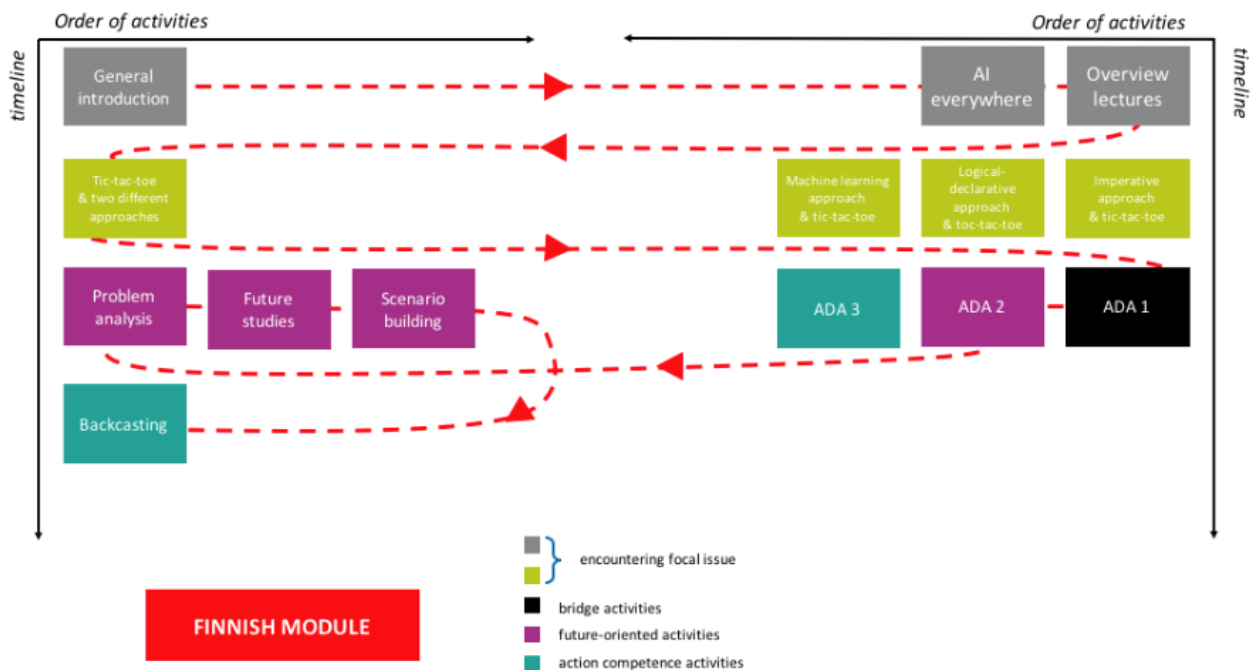 Order of activities
Order of activities
timeline
timeline
General
introduction
AI
everywhere
Overview
lectures
Tic-tac-toe
& two different
approaches
Machine learning
approach
& tic-tac-toe
Logical-
declarative
approach
& toc-tac-toe
Imperative
approach
& tic-tac-toe
Problem
analysis
Future
studies
Scenario
building
ADA 3
ADA 2
ADA 1
Backcasting
encountering focal issue
bridge activities
future-oriented activities
action competence activities
FINNISH MODULE